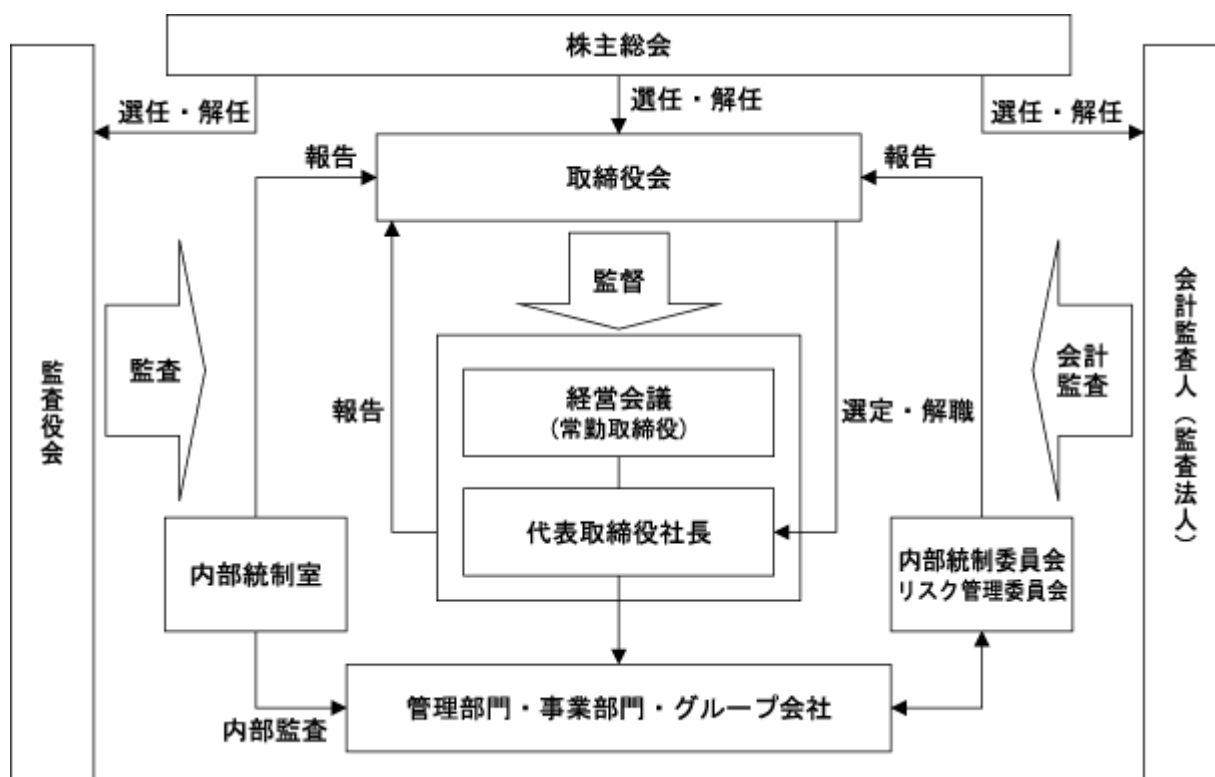 株主総会
選任・解任
選任・解任
選任・解任
報告
取締役会
報告
監督
監査役会
監査
報告
経営会議
(常勤取締役)
選定・解職
会計
監査
会計監査人(監査法人)
代表取締役社長
内部統制室
内部統制委員会
リスク管理委員会
管理部門・事業部門・グループ会社
内部監査